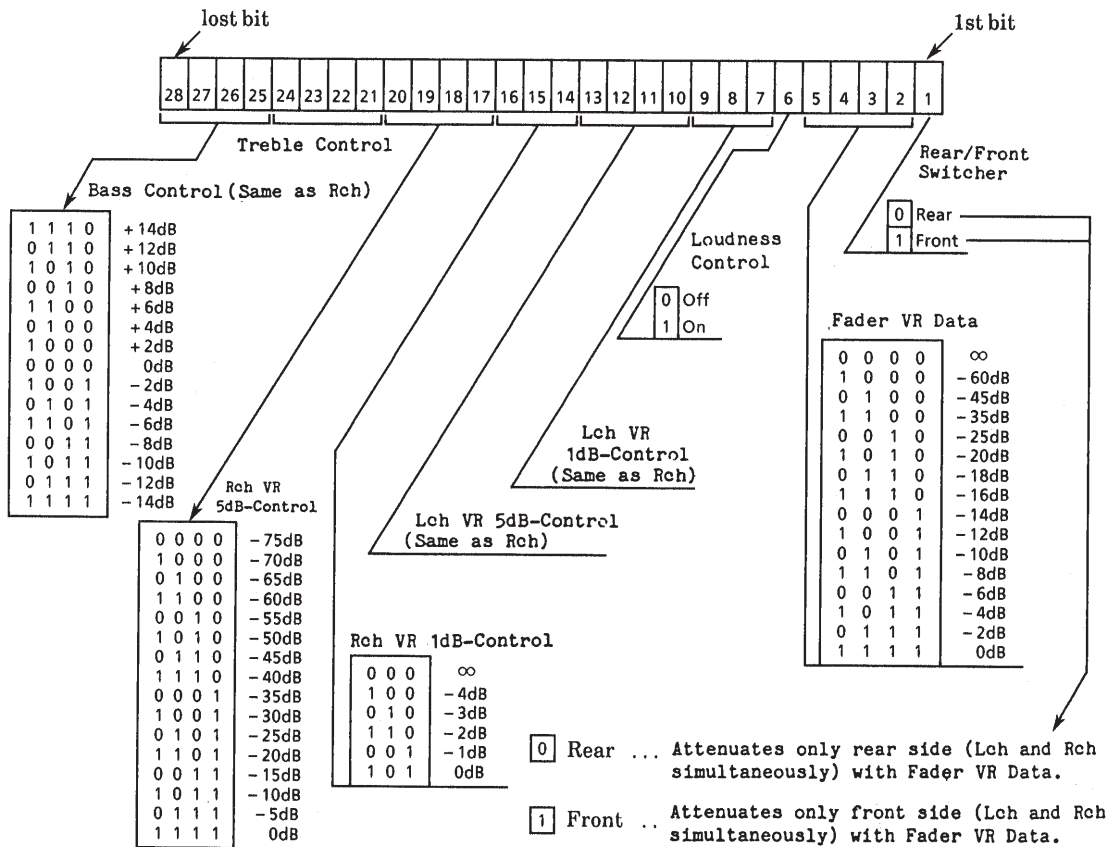 lost bit
1st bit
28 27 26 25 24 23 22 21 20 19 18 17 16 15 14 13 12 11 10 9 8 7 6 5 4 3 2 1
Treble Control
Bass Control (Same as Rch)
1 1 1 0 +14dB
0 1 1 0 +12dB
1 0 1 0 +10dB
0 0 1 0 +8dB
1 1 0 0 +6dB
0 1 0 0 +4dB
1 0 0 0 +2dB
0 0 0 0 0dB
1 0 0 1 -2dB
0 1 0 1 -4dB
1 1 0 1 -6dB
0 0 1 1 -8dB
1 0 1 1 -10dB
0 1 1 1 -12dB
1 1 1 1 -14dB
Rch VR
5dB-Control
0 0 0 0 -75dB
1 0 0 0 -70dB
0 1 0 0 -65dB
1 1 0 0 -60dB
0 0 1 0 -55dB
1 0 1 0 -50dB
0 1 1 0 -45dB
1 1 1 0 -40dB
0 0 0 1 -35dB
1 0 0 1 -30dB
0 1 0 1 -25dB
1 1 0 1 -20dB
0 0 1 1 -15dB
1 0 1 1 -10dB
0 1 1 1 -5dB
1 1 1 1 0dB
Rch VR 1dB-Control
0 0 0 ∞
1 0 0 -4dB
0 1 0 -3dB
1 1 0 -2dB
0 0 1 -1dB
1 0 1 0dB
Lch VR 5dB-Control
(Same as Rch)
Lch VR
1dB-Control
(Same as Rch)
Loudness
Control
0 Off
1 On
Rear/Front
Switcher
0 Rear
1 Front
Fader VR Data
0 0 0 0 ∞
1 0 0 0 -60dB
0 1 0 0 -45dB
1 1 0 0 -35dB
0 0 1 0 -25dB
1 0 1 0 -20dB
0 1 1 0 -18dB
1 1 1 0 -16dB
0 0 0 1 -14dB
1 0 0 1 -12dB
0 1 0 1 -10dB
1 1 0 1 -8dB
0 0 1 1 -6dB
1 0 1 1 -4dB
0 1 1 1 -2dB
1 1 1 1 0dB
0 Rear ... Attenuates only rear side (Lch and Rch
simultaneously) with Fader VR Data.
1 Front .. Attenuates only front side (Lch and Rch
simultaneously) with Fader VR Data.